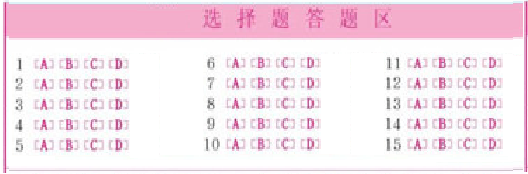 选择题答题区
1 [A] [B] [C] [D] 6 [A] [B] [C] [D] 11 [A] [B] [C] [D]
2 [A] [B] [C] [D] 7 [A] [B] [C] [D] 12 [A] [B] [C] [D]
3 [A] [B] [C] [D] 8 [A] [B] [C] [D] 13 [A] [B] [C] [D]
4 [A] [B] [C] [D] 9 [A] [B] [C] [D] 14 [A] [B] [C] [D]
5 [A] [B] [C] [D] 10 [A] [B] [C] [D] 15 [A] [B] [C] [D]